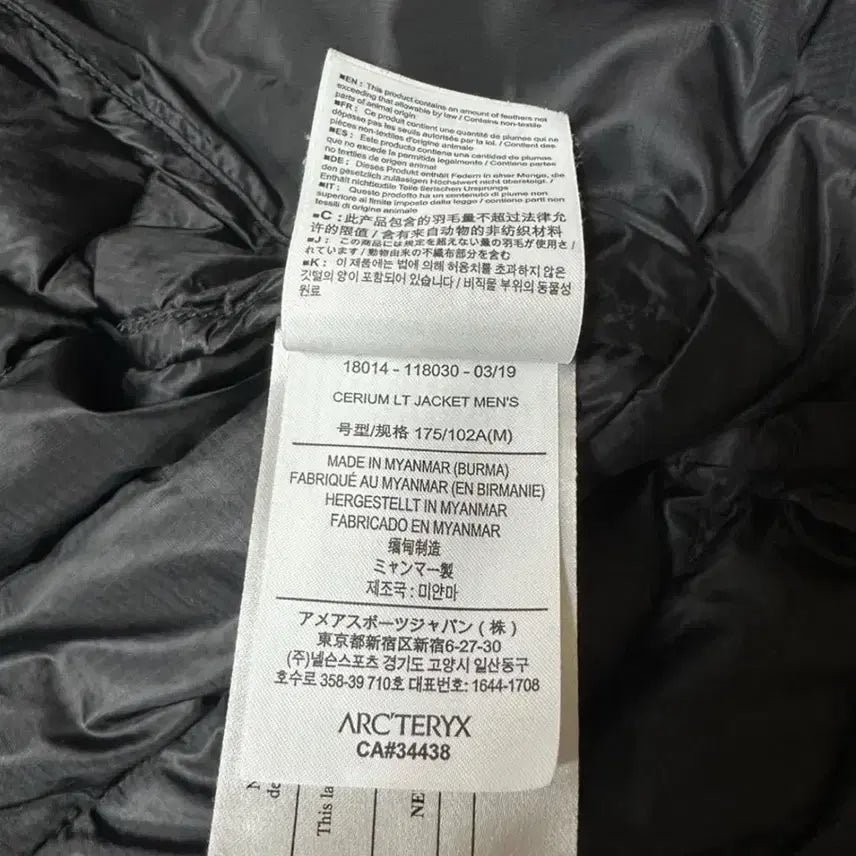 ■EN : This product contains an amount of feathers not
exceeding that allowable by law / Contains non-textile
parts of animal origin
■FR : Ce produit contient une quantité de plumes qui ne
dépasse pas les seuils autorisées par la loi. / Contient des
pièces non-textiles d'origine animale
■ES : Este producto contiene una cantidad de plumas
que no excede la permitida legalmente / Contiene partes
no textiles de origen animal
■DE : Dieses Produkt enthält Federn in einer Menge, die
den gesetzlich zulässigen Höchstwert nicht übersteigt. /
Enthält nichttextile Teile tierischen Ursprungs
■IT : Questo prodotto ha un contenuto di piume non
superiore al limite imposto dalla legge / contiene parti non
tessili di origine animale
■C : 此产品包含的羽毛量不超过法律允
许的限值 / 含有来自动物的非纺织材料
■J : この商品には規定を超えない量の羽毛が使用さ
れています / 動物由来の不繊布部分を含む
■K : 이 제품에는 법에 의해 허용치를 초과하지 않은
깃털의 양이 포함되어 있습니다 / 비직물 부위의 동물성
원료
18014 - 118030 - 03/19
CERIUM LT JACKET MEN'S
号型/规格 175/102A(M)
MADE IN MYANMAR (BURMA)
FABRIQUÉ AU MYANMAR (EN BIRMANIE)
HERGESTELLT IN MYANMAR
FABRICADO EN MYANMAR
缅甸制造
ミャンマー製
제조국 : 미얀마
アメアスポーツジャパン ( 株 )
東京都新宿区新宿6-27-30
(주)넬슨스포츠 경기도 고양시 일산동구
호수로 358-39 710호 대표번호: 1644-1708
ARC'TERYX
CA#34438
This la
NE